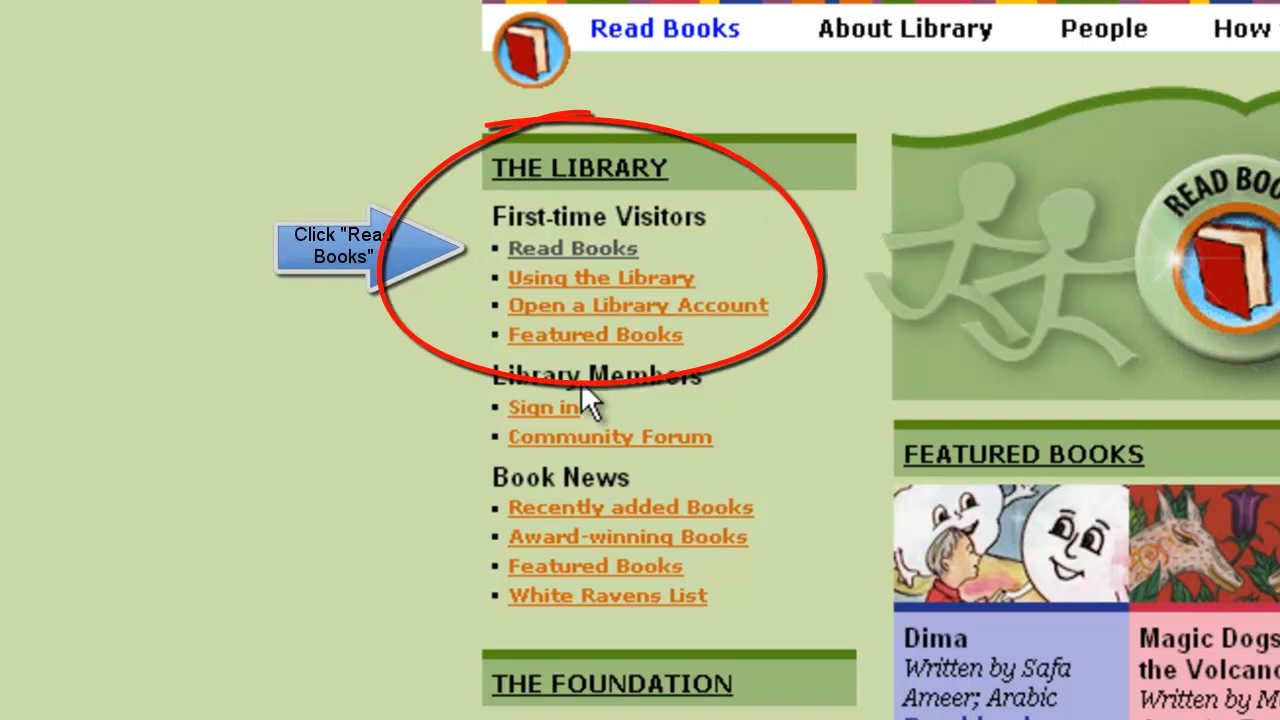 Read Books About Library People How
THE LIBRARY
First-time Visitors
Read Books
Using the Library
Open a Library Account
Featured Books
Click "Read
Books"
Library Members
Sign in
Community Forum
Book News
Recently added Books
Award-winning Books
Featured Books
White Ravens List
THE FOUNDATION
READ BOO
FEATURED BOOKS
Dima
Written by Safa
Ameer; Arabic
Magic Dogs
the Volcano
Written by M